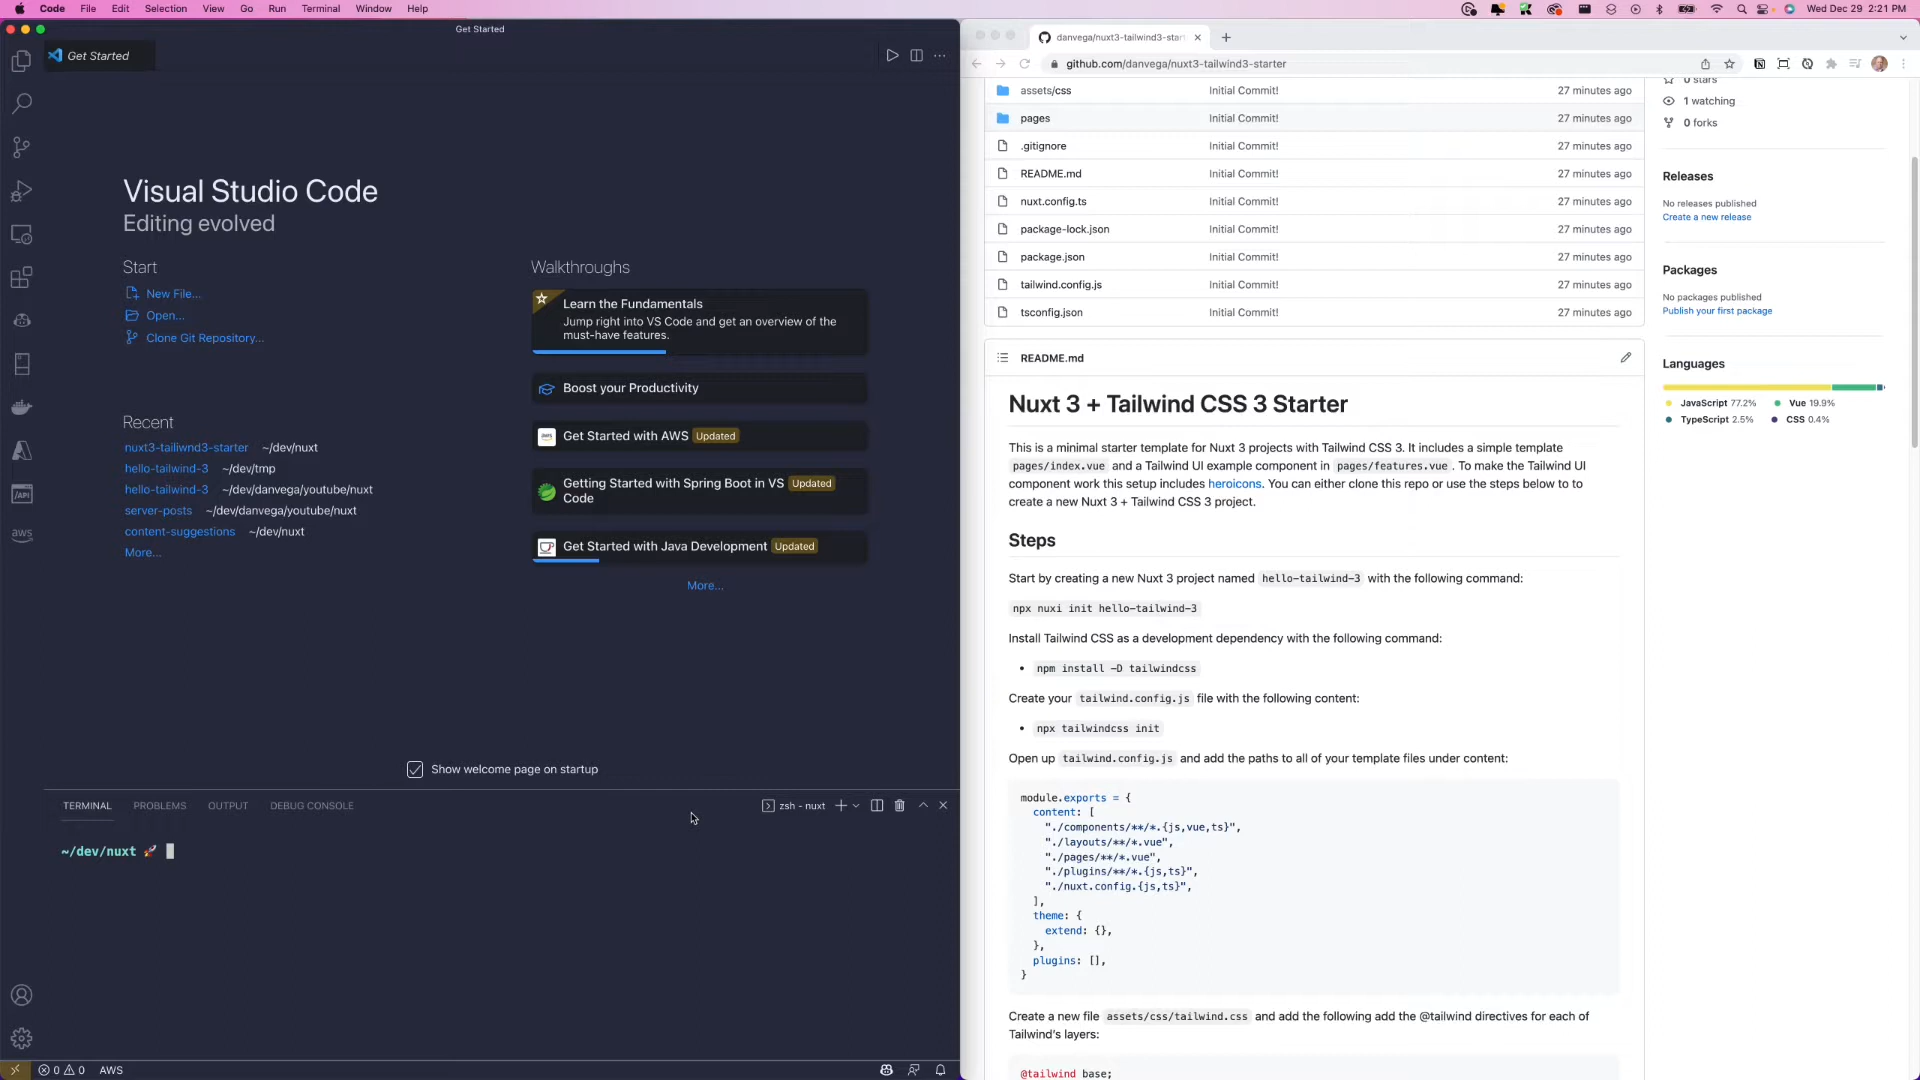 Code File Edit Selection View Go Run Terminal Window Help
Wed Dec 29 2:21 PM
Get Started
Get Started
Visual Studio Code
Editing evolved
Start
New File...
Open...
Clone Git Repository...
Recent
nuxt3-tailiwnd3-starter ~/dev/nuxt
hello-tailwind-3 ~/dev/tmp
hello-tailwind-3 ~/dev/danvega/youtube/nuxt
server-posts ~/dev/danvega/youtube/nuxt
content-suggestions ~/dev/nuxt
More...
Walkthroughs
Learn the Fundamentals
Jump right into VS Code and get an overview of the
must-have features.
Boost your Productivity
Get Started with AWS Updated
Getting Started with Spring Boot in VS Updated
Code
Get Started with Java Development Updated
More...
Show welcome page on startup
/API
aws
TERMINAL PROBLEMS OUTPUT DEBUG CONSOLE
zsh - nuxt
~/dev/nuxt 🚀
0 0 AWS
danvega/nuxt3-tailwind3-start
github.com/danvega/nuxt3-tailwind3-starter
assets/css Initial Commit! 27 minutes ago
pages Initial Commit! 27 minutes ago
.gitignore Initial Commit! 27 minutes ago
README.md Initial Commit! 27 minutes ago
nuxt.config.ts Initial Commit! 27 minutes ago
package-lock.json Initial Commit! 27 minutes ago
package.json Initial Commit! 27 minutes ago
tailwind.config.js Initial Commit! 27 minutes ago
tsconfig.json Initial Commit! 27 minutes ago
README.md
Nuxt 3 + Tailwind CSS 3 Starter
This is a minimal starter template for Nuxt 3 projects with Tailwind CSS 3. It includes a simple template
pages/index.vue and a Tailwind UI example component in pages/features.vue. To make the Tailwind UI
component work this setup includes heroicons. You can either clone this repo or use the steps below to to
create a new Nuxt 3 + Tailwind CSS 3 project.
Steps
Start by creating a new Nuxt 3 project named hello-tailwind-3 with the following command:
npx nuxi init hello-tailwind-3
Install Tailwind CSS as a development dependency with the following command:
• npm install -D tailwindcss
Create your tailwind.config.js file with the following content:
• npx tailwindcss init
Open up tailwind.config.js and add the paths to all of your template files under content:
module.exports = {
content: [
"./components/**/*.{js,vue,ts}",
"./layouts/**/*.vue",
"./pages/**/*.vue",
"./plugins/**/*.{js,ts}",
"./nuxt.config.{js,ts}",
],
theme: {
extend: {},
},
plugins: [],
}
Create a new file assets/css/tailwind.css and add the following add the @tailwind directives for each of
Tailwind's layers:
@tailwind base;
0 stars
1 watching
0 forks
Releases
No releases published
Create a new release
Packages
No packages published
Publish your first package
Languages
JavaScript 77.2% Vue 19.9%
TypeScript 2.5% CSS 0.4%